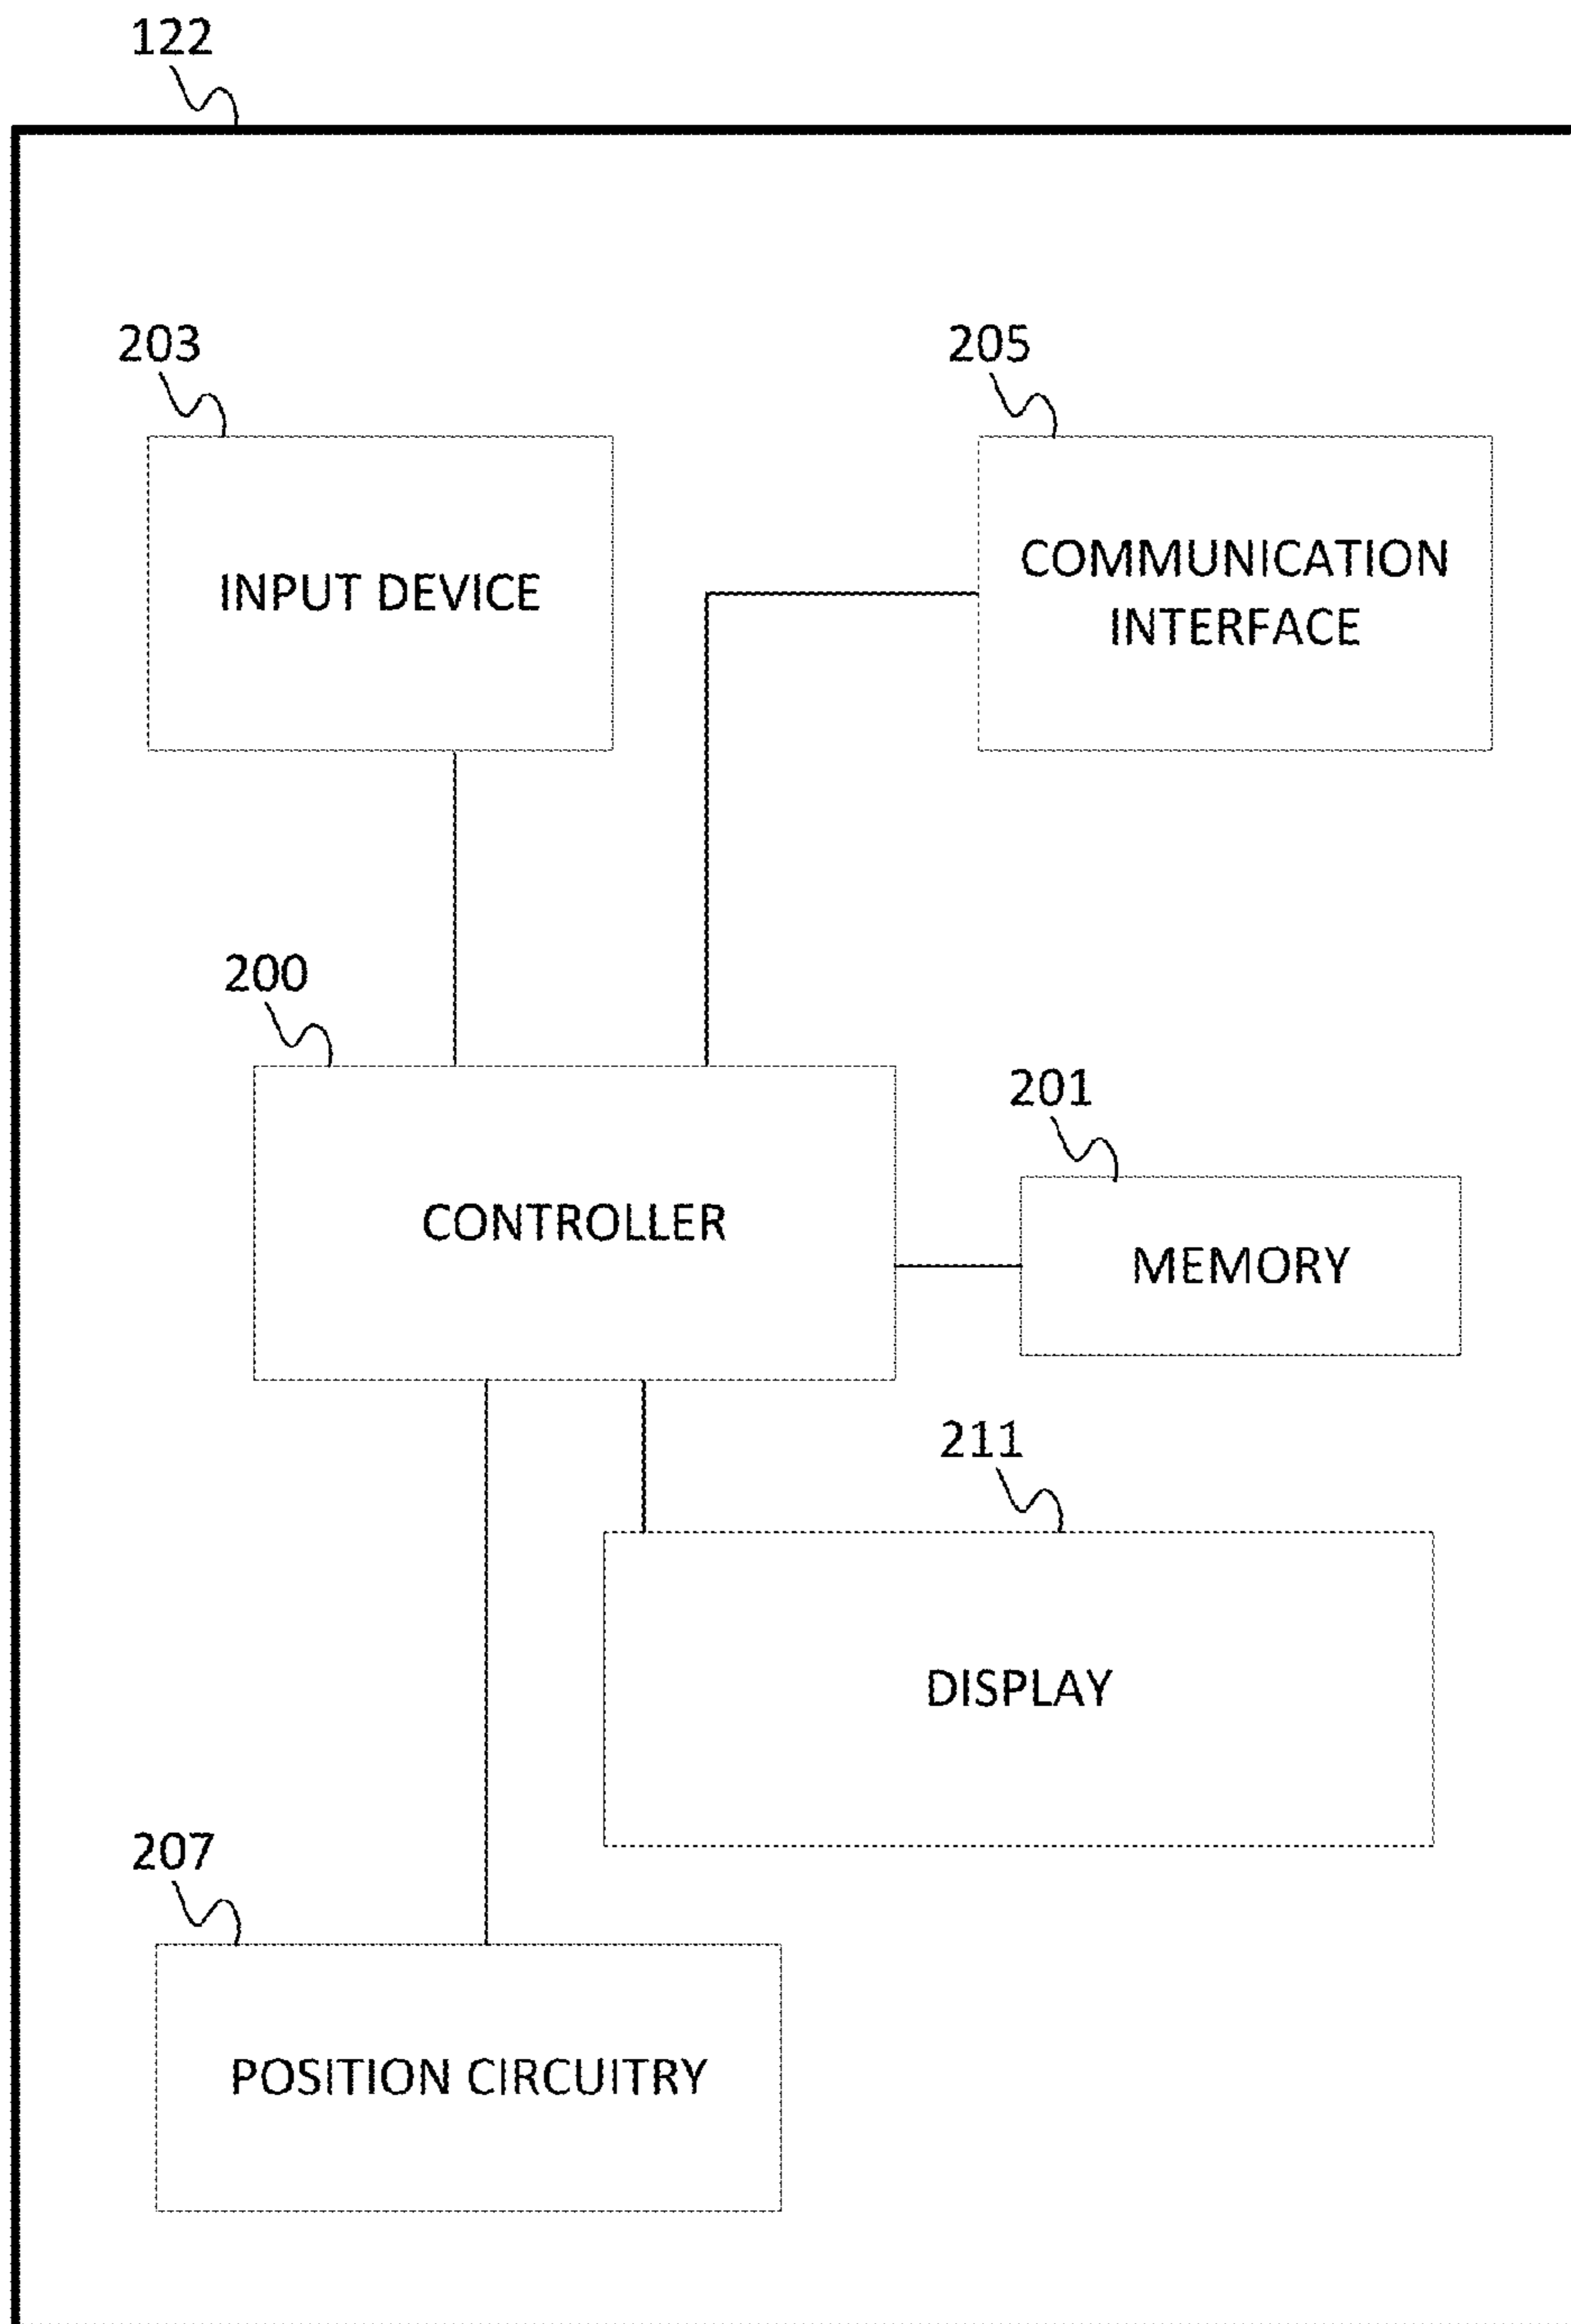 122
203
205
INPUT DEVICE
COMMUNICATION
INTERFACE
200
201
CONTROLLER
MEMORY
211
DISPLAY
207
POSITION CIRCUITRY